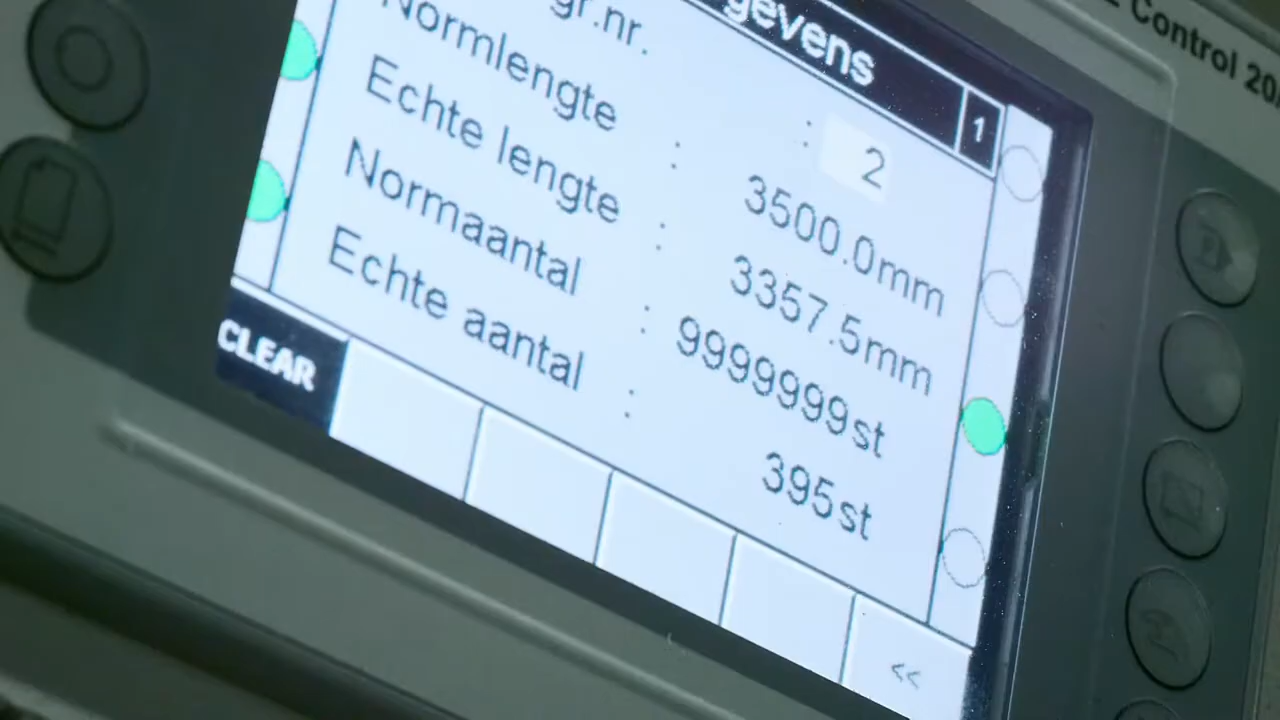 Control 20
gevens 1
gr.nr. : 2
Normlengte : 3500.0mm
Echte lengte : 3357.5mm
Normaantal : 9999999st
Echte aantal : 395st
CLEAR
<<